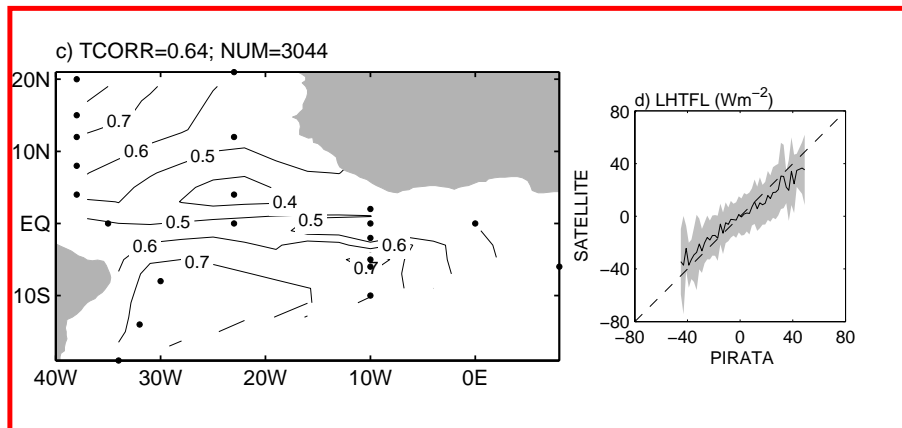 c) TCORR=0.64; NUM=3044
20N
10N
EQ
10S
40W 30W 20W 10W 0E
0.7
0.6
0.5
0.4
0.5
0.5
0.6
0.6
0.7
0.7
d) LHTFL (Wm−2)
80
40
0
−40
−80
−80 −40 0 40 80
SATELLITE
PIRATA